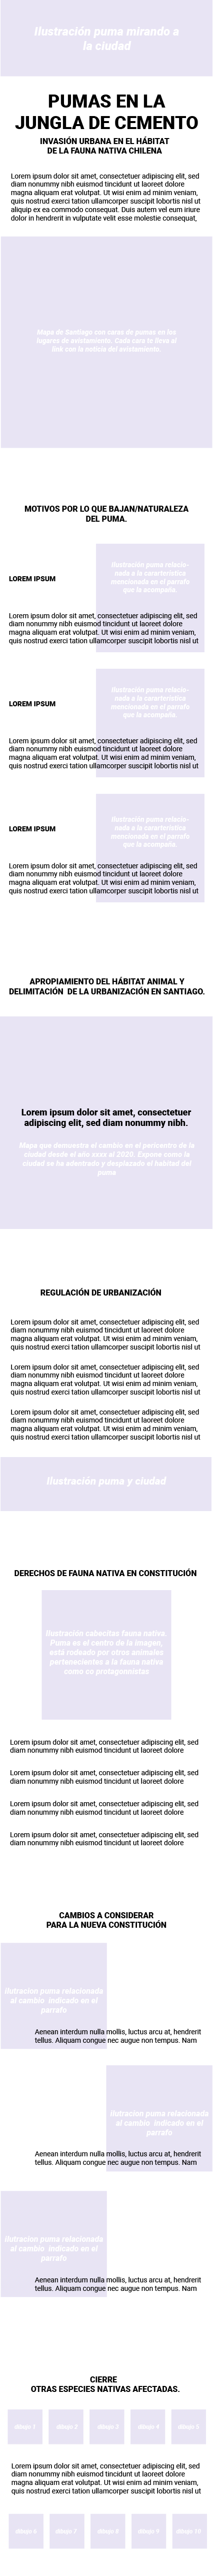 Ilustración puma mirando a
la ciudad
PUMAS EN LA
JUNGLA DE CEMENTO
INVASIÓN URBANA EN EL HÁBITAT
DE LA FAUNA NATIVA CHILENA
Lorem ipsum dolor sit amet, consectetuer adipiscing elit, sed
diam nonummy nibh euismod tincidunt ut laoreet dolore
magna aliquam erat volutpat. Ut wisi enim ad minim veniam,
quis nostrud exerci tation ullamcorper suscipit lobortis nisl ut
aliquip ex ea commodo consequat. Duis autem vel eum iriure
dolor in hendrerit in vulputate velit esse molestie consequat,
Mapa de Santiago con caras de pumas en los
lugares de avistamiento. Cada cara te lleva al
link con la noticia del avistamiento.
MOTIVOS POR LO QUE BAJAN/NATURALEZA
DEL PUMA.
Ilustración puma relacio-
nada a la característica
mencionada en el parrafo
que la acompaña.
LOREM IPSUM
Lorem ipsum dolor sit amet, consectetuer adipiscing elit, sed
diam nonummy nibh euismod tincidunt ut laoreet dolore
magna aliquam erat volutpat. Ut wisi enim ad minim veniam,
quis nostrud exerci tation ullamcorper suscipit lobortis nisl ut
Ilustración puma relacio-
nada a la característica
mencionada en el parrafo
que la acompaña.
LOREM IPSUM
Lorem ipsum dolor sit amet, consectetuer adipiscing elit, sed
diam nonummy nibh euismod tincidunt ut laoreet dolore
magna aliquam erat volutpat. Ut wisi enim ad minim veniam,
quis nostrud exerci tation ullamcorper suscipit lobortis nisl ut
Ilustración puma relacio-
nada a la característica
mencionada en el parrafo
que la acompaña.
LOREM IPSUM
Lorem ipsum dolor sit amet, consectetuer adipiscing elit, sed
diam nonummy nibh euismod tincidunt ut laoreet dolore
magna aliquam erat volutpat. Ut wisi enim ad minim veniam,
quis nostrud exerci tation ullamcorper suscipit lobortis nisl ut
APROPIAMIENTO DEL HÁBITAT ANIMAL Y
DELIMITACIÓN DE LA URBANIZACIÓN EN SANTIAGO.
Lorem ipsum dolor sit amet, consectetuer
adipiscing elit, sed diam nonummy nibh.
Mapa que demuestra el cambio en el pericentro de la
ciudad desde el año xxxx al 2020. Expone como la
ciudad se ha adentrado y desplazado el habitad del
puma
REGULACIÓN DE URBANIZACIÓN
Lorem ipsum dolor sit amet, consectetuer adipiscing elit, sed
diam nonummy nibh euismod tincidunt ut laoreet dolore
magna aliquam erat volutpat. Ut wisi enim ad minim veniam,
quis nostrud exerci tation ullamcorper suscipit lobortis nisl ut
Lorem ipsum dolor sit amet, consectetuer adipiscing elit, sed
diam nonummy nibh euismod tincidunt ut laoreet dolore
magna aliquam erat volutpat. Ut wisi enim ad minim veniam,
quis nostrud exerci tation ullamcorper suscipit lobortis nisl ut
Lorem ipsum dolor sit amet, consectetuer adipiscing elit, sed
diam nonummy nibh euismod tincidunt ut laoreet dolore
magna aliquam erat volutpat. Ut wisi enim ad minim veniam,
quis nostrud exerci tation ullamcorper suscipit lobortis nisl ut
Ilustración puma y ciudad
DERECHOS DE FAUNA NATIVA EN CONSTITUCIÓN
Ilustración cabecitas fauna nativa.
Puma es el centro de la imagen,
está rodeado por otros animales
pertenecientes a la fauna nativa
como co protagonistas
Lorem ipsum dolor sit amet, consectetuer adipiscing elit, sed
diam nonummy nibh euismod tincidunt ut laoreet dolore
Lorem ipsum dolor sit amet, consectetuer adipiscing elit, sed
diam nonummy nibh euismod tincidunt ut laoreet dolore
Lorem ipsum dolor sit amet, consectetuer adipiscing elit, sed
diam nonummy nibh euismod tincidunt ut laoreet dolore
Lorem ipsum dolor sit amet, consectetuer adipiscing elit, sed
diam nonummy nibh euismod tincidunt ut laoreet dolore
CAMBIOS A CONSIDERAR
PARA LA NUEVA CONSTITUCIÓN
ilutracion puma relacionada
al cambio indicado en el
parrafo
Aenean interdum nulla mollis, luctus arcu at, hendrerit
tellus. Aliquam congue nec augue non tempus. Nam
ilutracion puma relacionada
al cambio indicado en el
parrafo
Aenean interdum nulla mollis, luctus arcu at, hendrerit
tellus. Aliquam congue nec augue non tempus. Nam
ilutracion puma relacionada
al cambio indicado en el
parrafo
Aenean interdum nulla mollis, luctus arcu at, hendrerit
tellus. Aliquam congue nec augue non tempus. Nam
CIERRE
OTRAS ESPECIES NATIVAS AFECTADAS.
dibujo 1 dibujo 2 dibujo 3 dibujo 4 dibujo 5
Lorem ipsum dolor sit amet, consectetuer adipiscing elit, sed
diam nonummy nibh euismod tincidunt ut laoreet dolore
magna aliquam erat volutpat. Ut wisi enim ad minim veniam,
quis nostrud exerci tation ullamcorper suscipit lobortis nisl ut
dibujo 6 dibujo 7 dibujo 8 dibujo 9 dibujo 10